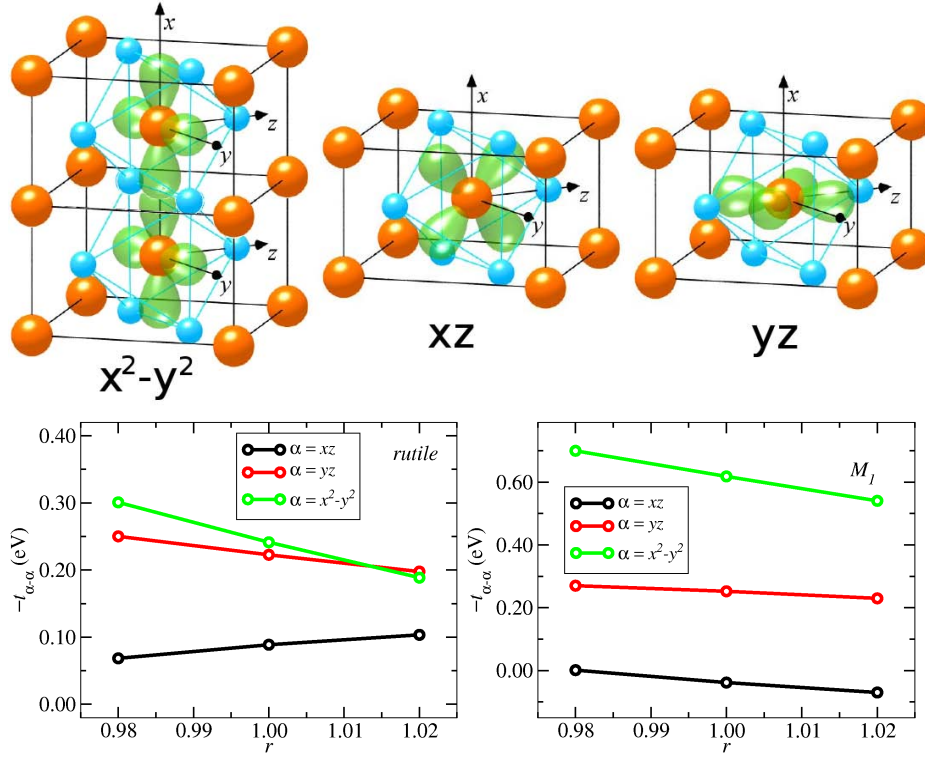 x
z
y
z
y
x²-y²
x
z
y
xz
x
z
y
yz
−t α-α (eV)
0.40
0.30
0.20
0.10
0.00
α = xz
α = yz
α = x²-y²
rutile
0.98 0.99 1.00 1.01 1.02
r
−t α-α (eV)
0.60
0.40
0.20
0.00
α = xz
α = yz
α = x²-y²
M₁
0.98 0.99 1.00 1.01 1.02
r